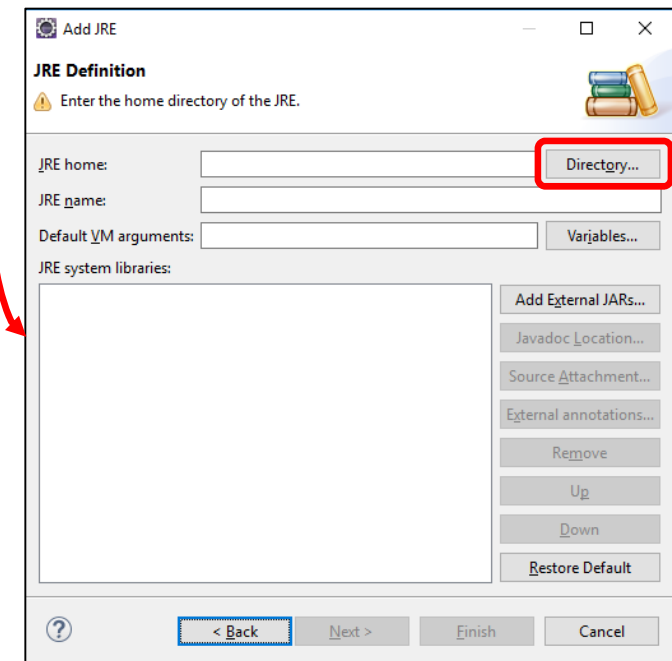 Add JRE
JRE Definition
Enter the home directory of the JRE.
JRE home:
Directory...
JRE name:
Default VM arguments:
Variables...
JRE system libraries:
Add External JARs...
Javadoc Location...
Source Attachment...
External annotations...
Remove
Up
Down
Restore Default
?
< Back
Next >
Finish
Cancel